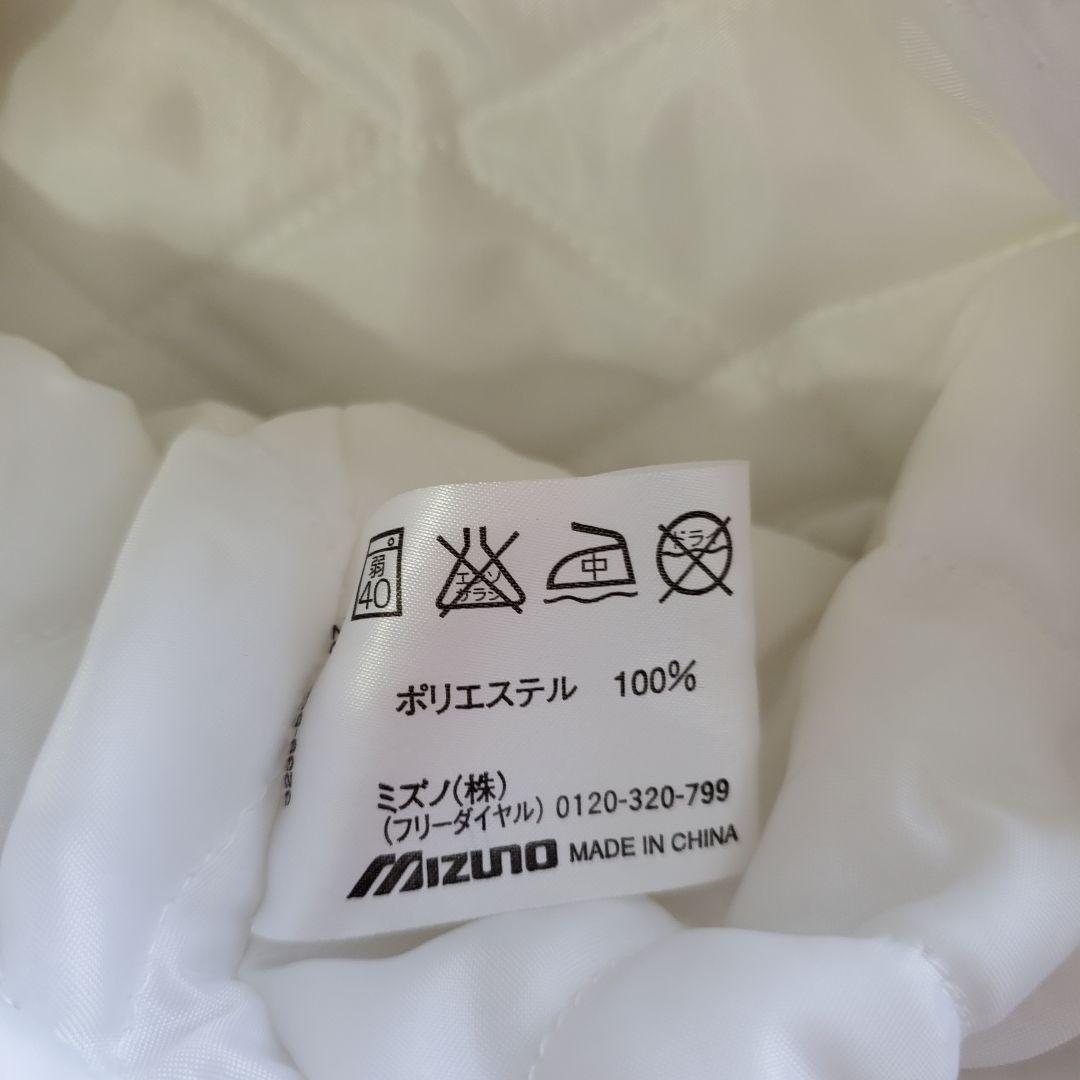 弱
40
エンソ
サラシ
中
ドライ
ポリエステル 100%
ミズノ(株)
(フリーダイヤル) 0120-320-799
MIZUNO MADE IN CHINA